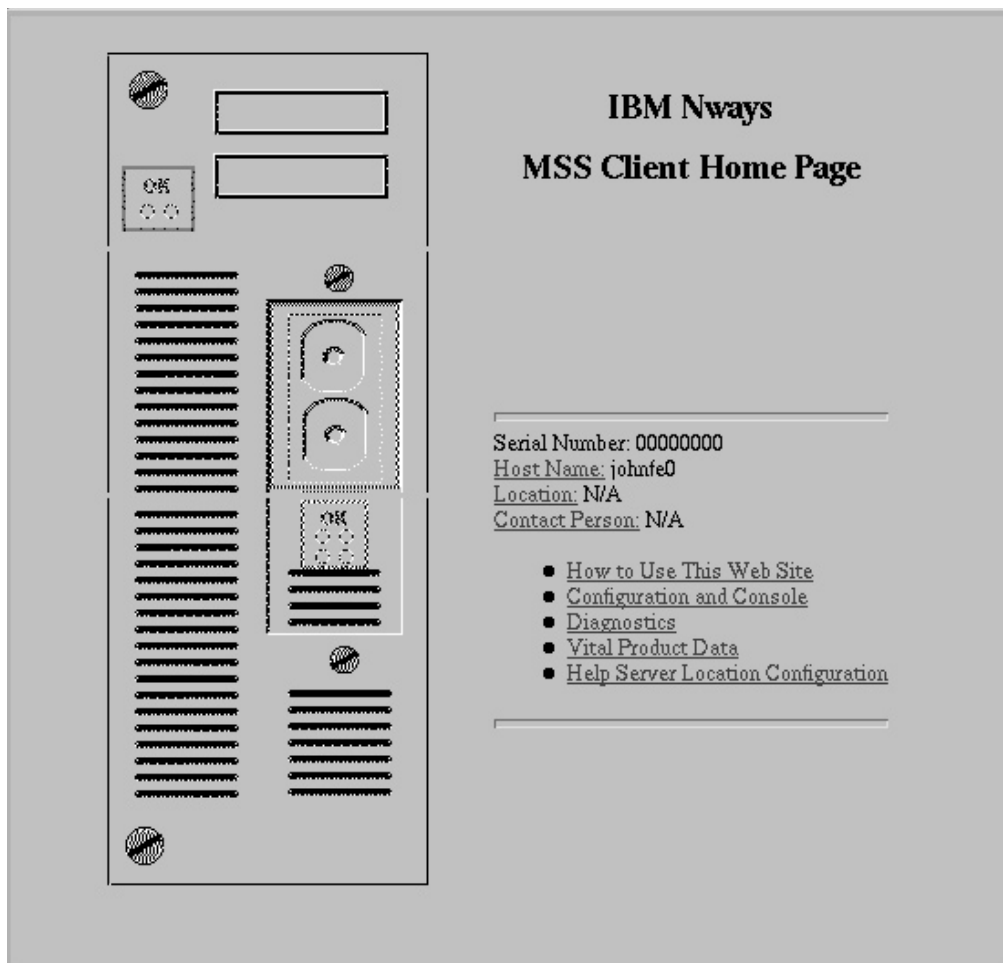 IBM Nways
MSS Client Home Page
OK
OK
Serial Number: 00000000
Host Name: johnfe0
Location: N/A
Contact Person: N/A
How to Use This Web Site
Configuration and Console
Diagnostics
Vital Product Data
Help Server Location Configuration